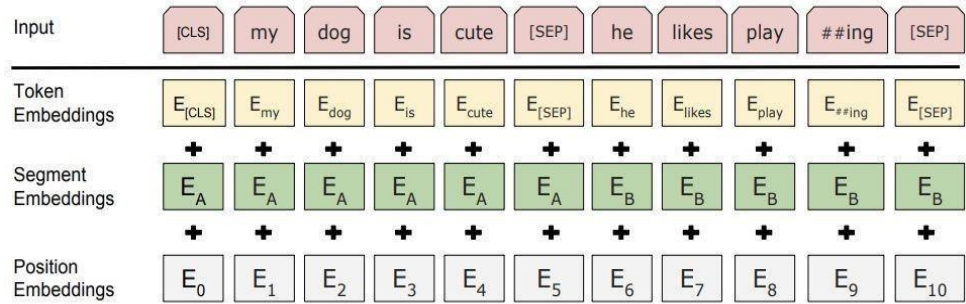 Input [CLS] my dog is cute [SEP] he likes play ##ing [SEP]
Token Embeddings E[CLS] Emy Edog Eis Ecute E[SEP] Ehe Elikes Eplay E##ing E[SEP]
+ + + + + + + + + + +
Segment Embeddings EA EA EA EA EA EA EB EB EB EB EB
+ + + + + + + + + + +
Position Embeddings E0 E1 E2 E3 E4 E5 E6 E7 E8 E9 E10